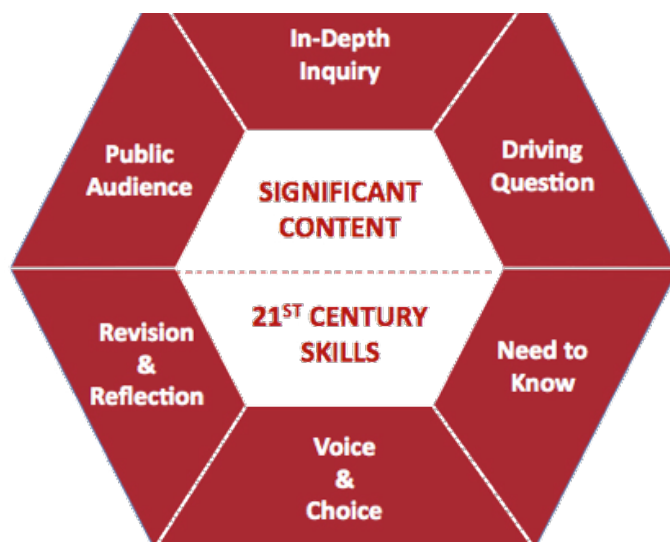 In-Depth
Inquiry
Driving
Question
Need to
Know
Voice
&
Choice
Revision
&
Reflection
Public
Audience
SIGNIFICANT
CONTENT
21ST CENTURY
SKILLS